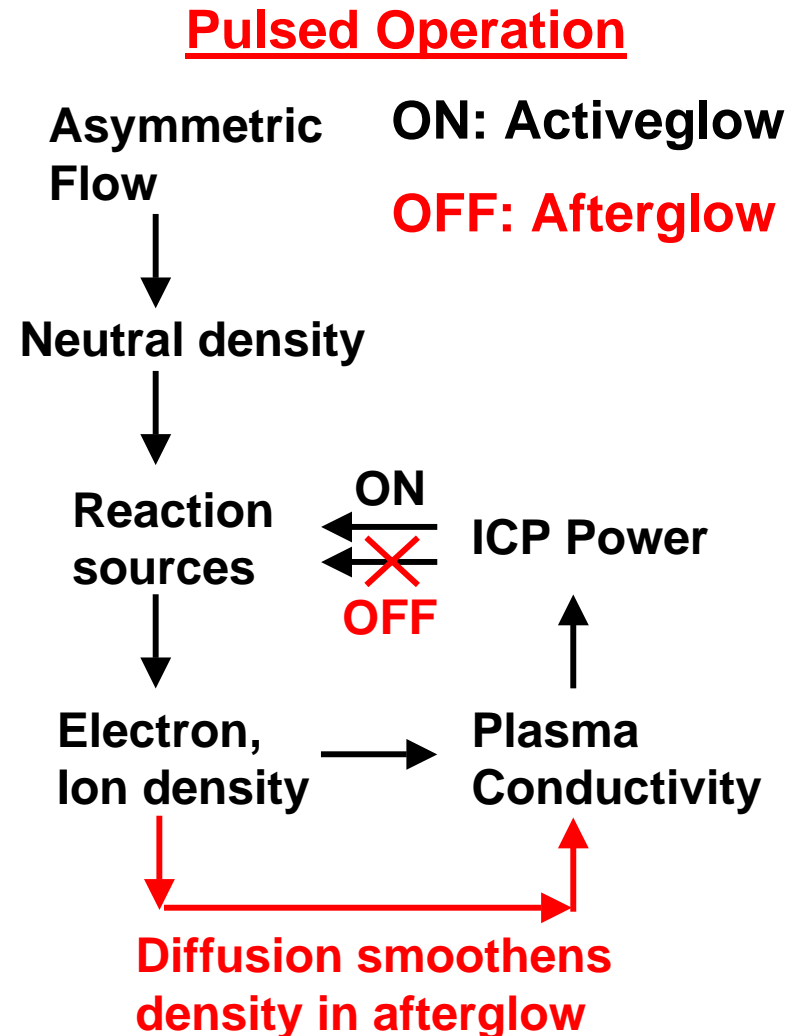 Pulsed Operation
Asymmetric
Flow
ON: Activeglow
OFF: Afterglow
Neutral density
Reaction
sources
ON
OFF
ICP Power
Electron,
Ion density
Plasma
Conductivity
Diffusion smoothens
density in afterglow